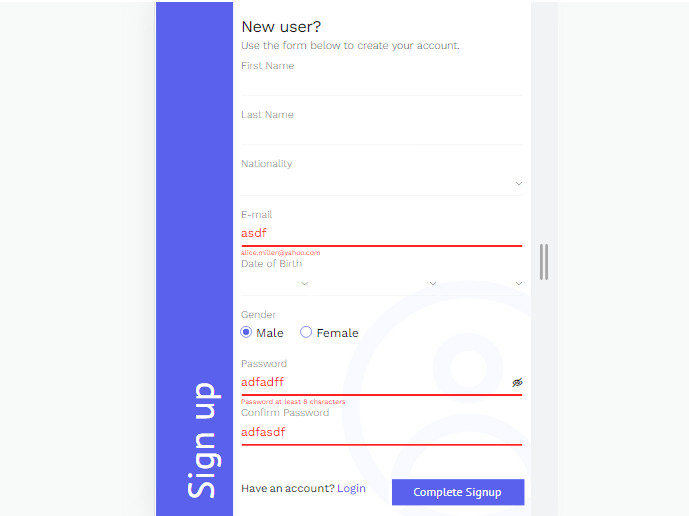 New user?
Use the form below to create your account.
First Name
Last Name
Nationality
E-mail
asdf
alice.miller@yahoo.com
Date of Birth
Gender
Male Female
Password
adfadff
Password at least 8 characters
Confirm Password
adfasdf
Have an account? Login
Complete Signup
Sign up